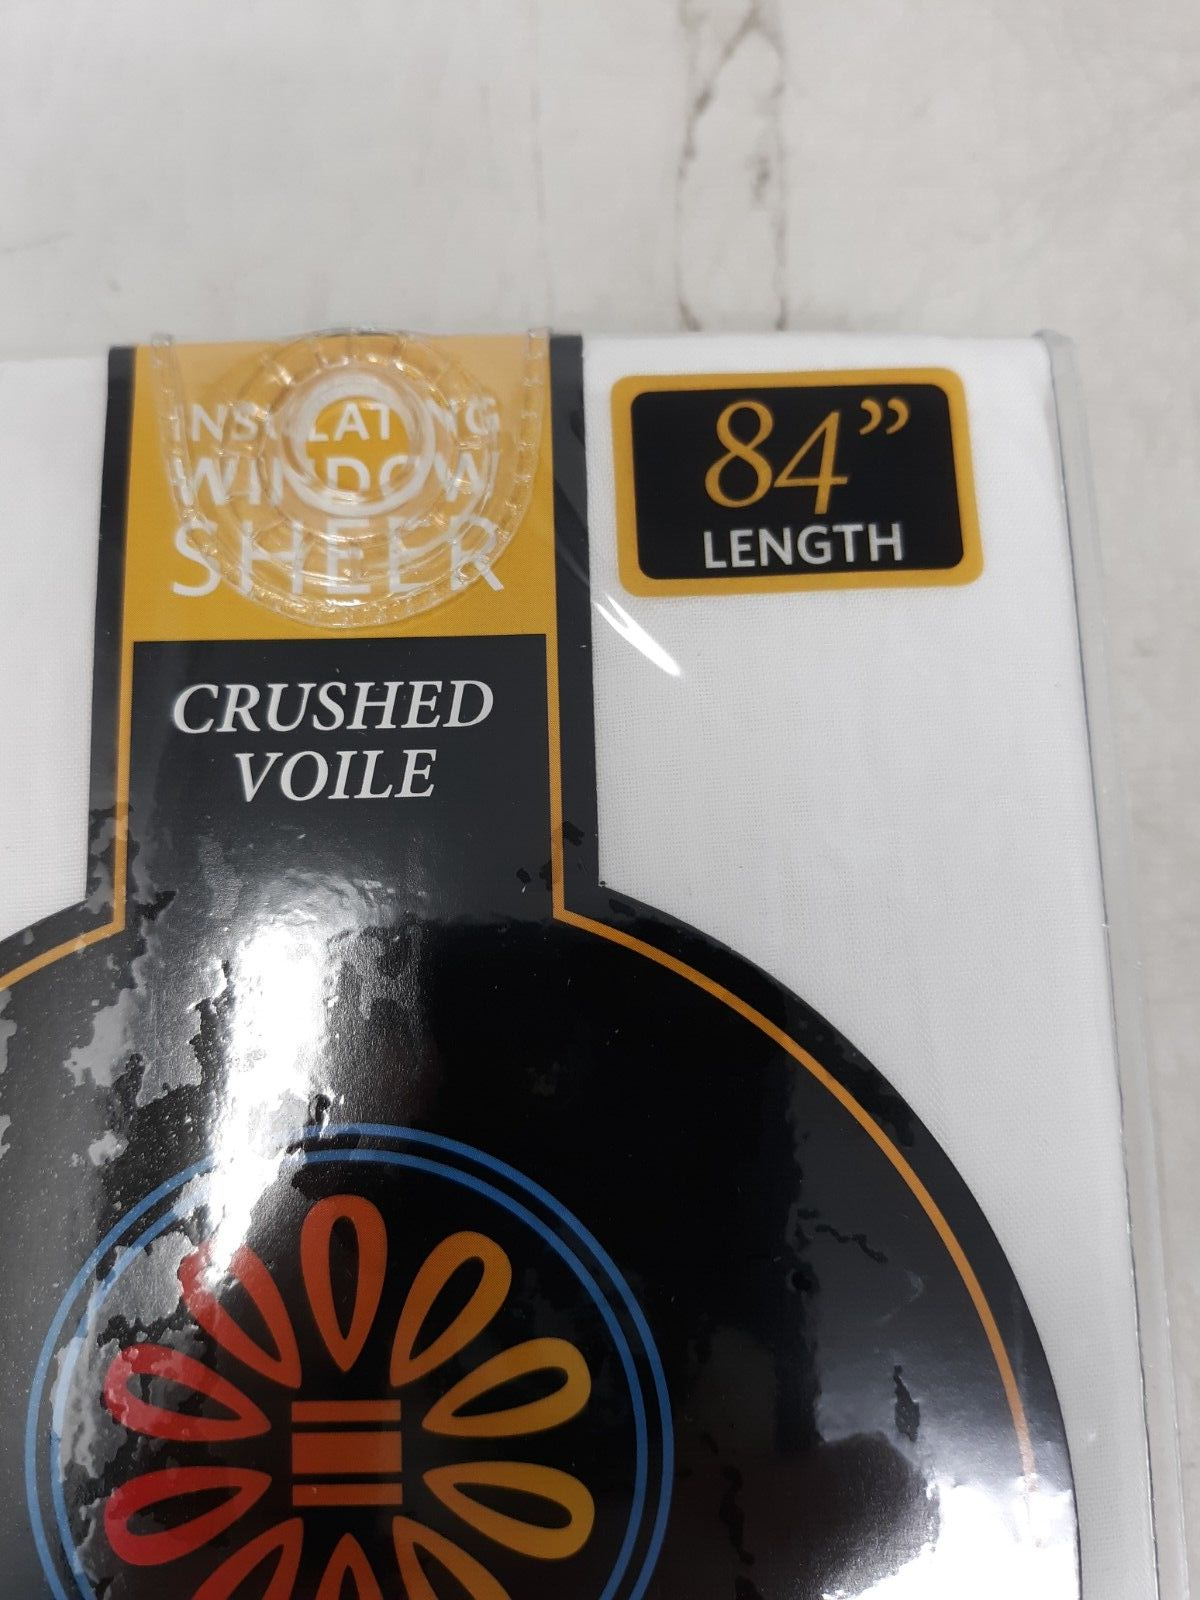 INSULATING
WINDOW
SHEER
84”
LENGTH
CRUSHED
VOILE